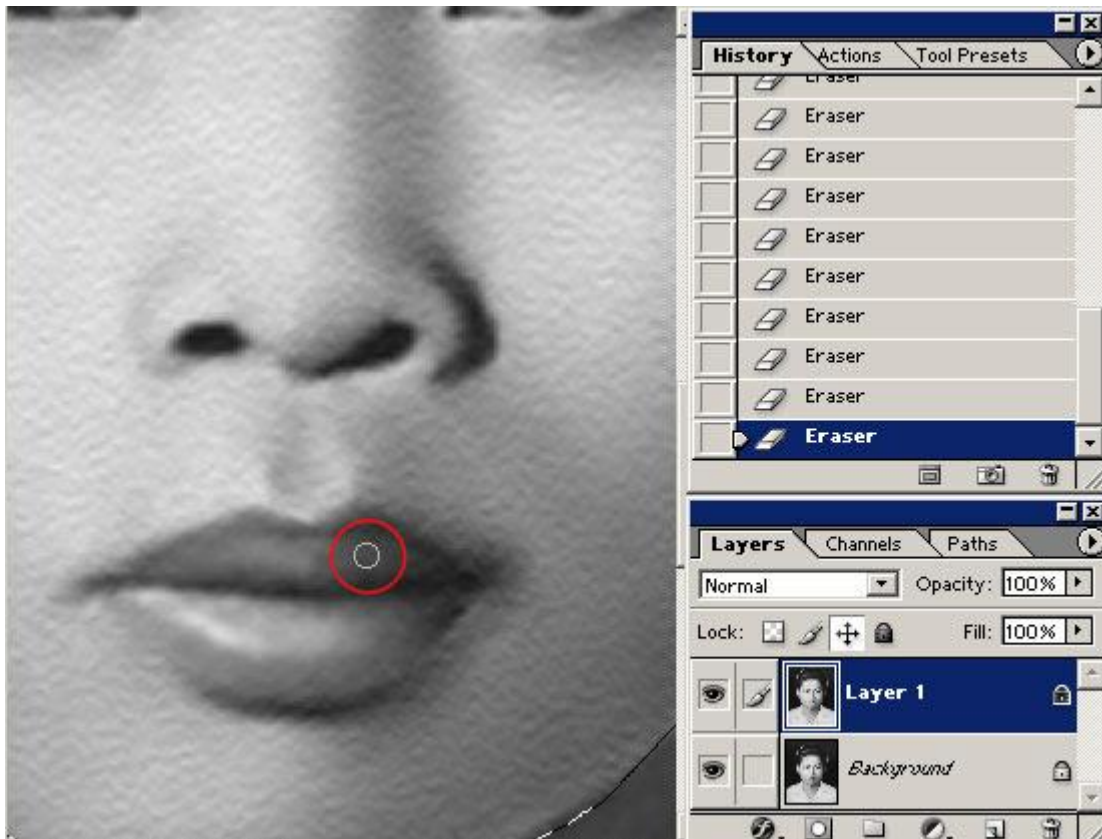 History Actions Tool Presets
Eraser
Eraser
Eraser
Eraser
Eraser
Eraser
Eraser
Eraser
Eraser
Eraser
Layers Channels Paths
Normal Opacity: 100%
Lock: Fill: 100%
Layer 1
Background